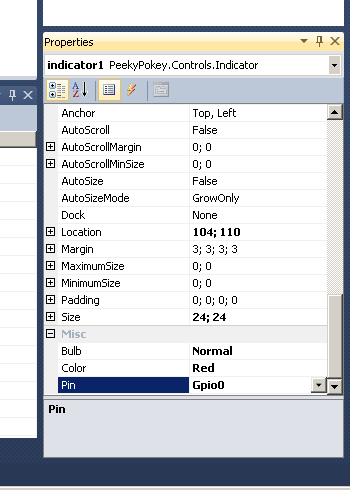 Properties
indicator1 PeekyPokey.Controls.Indicator
Anchor Top, Left
AutoScroll False
AutoScrollMargin 0; 0
AutoScrollMinSize 0; 0
AutoSize False
AutoSizeMode GrowOnly
Dock None
Location 104; 110
Margin 3; 3; 3; 3
MaximumSize 0; 0
MinimumSize 0; 0
Padding 0; 0; 0; 0
Size 24; 24
Misc
Bulb Normal
Color Red
Pin Gpio0
Pin